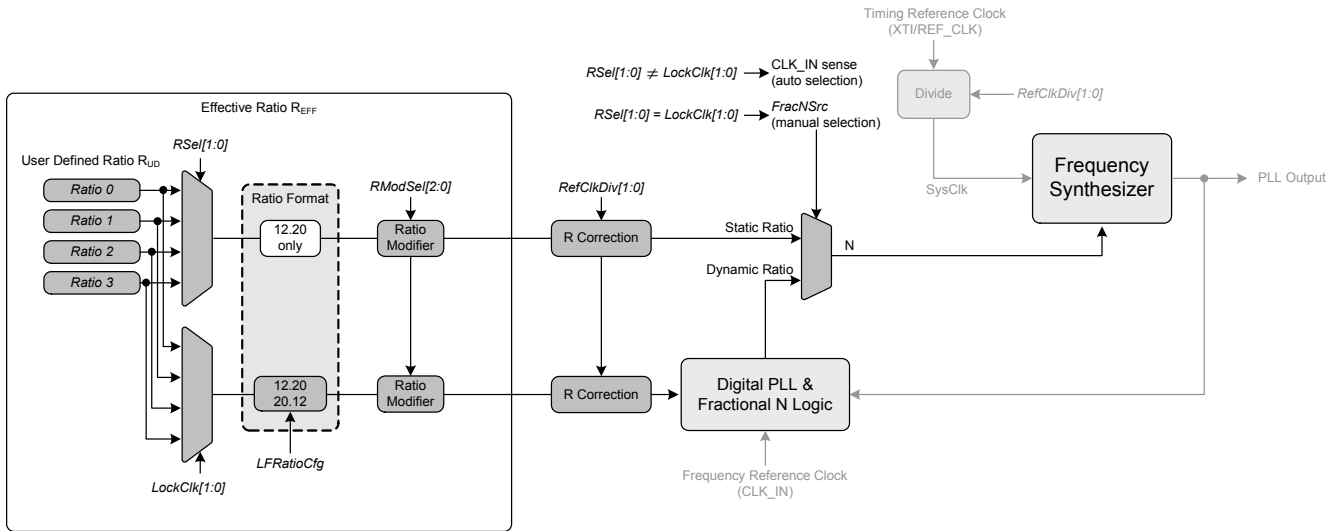 Timing Reference Clock
(XTI/REF_CLK)
RSel[1:0] ≠ LockClk[1:0]
CLK_IN sense
(auto selection)
Divide
RefClkDiv[1:0]
Effective Ratio REFF
RSel[1:0] = LockClk[1:0]
FracNSrc
(manual selection)
RSel[1:0]
User Defined Ratio RUD
Ratio 0
Ratio 1
Ratio 2
Ratio 3
Ratio Format
12.20
only
RModSel[2:0]
Ratio
Modifier
RefClkDiv[1:0]
R Correction
Static Ratio
Dynamic Ratio
N
SysClk
Frequency
Synthesizer
PLL Output
12.20
20.12
Ratio
Modifier
R Correction
Digital PLL &
Fractional N Logic
LFRatioCfg
LockClk[1:0]
Frequency Reference Clock
(CLK_IN)